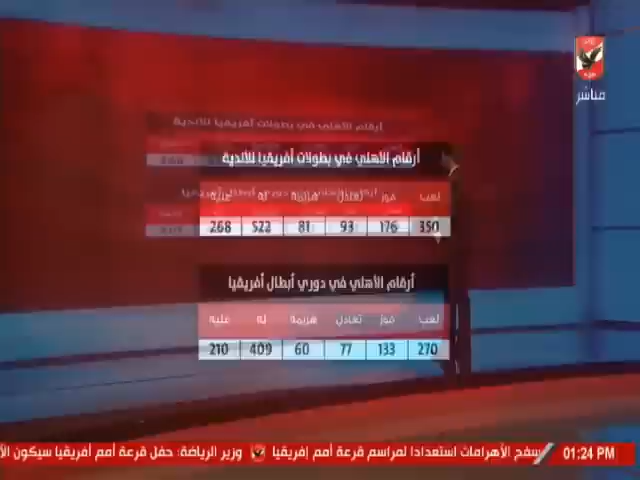 مباشر
أرقام الأهلي في بطولات أفريقيا للأندية
لعب فوز تعادل هزيمة له عليه
350 176 93 81 522 268
أرقام الأهلي في دوري أبطال أفريقيا
لعب فوز تعادل هزيمة له عليه
270 133 77 60 409 210
01:24 PM سفح الأهرامات استعدادا لمراسم قرعة أمم إفريقيا وزير الرياضة: حفل قرعة أمم أفريقيا سيكون